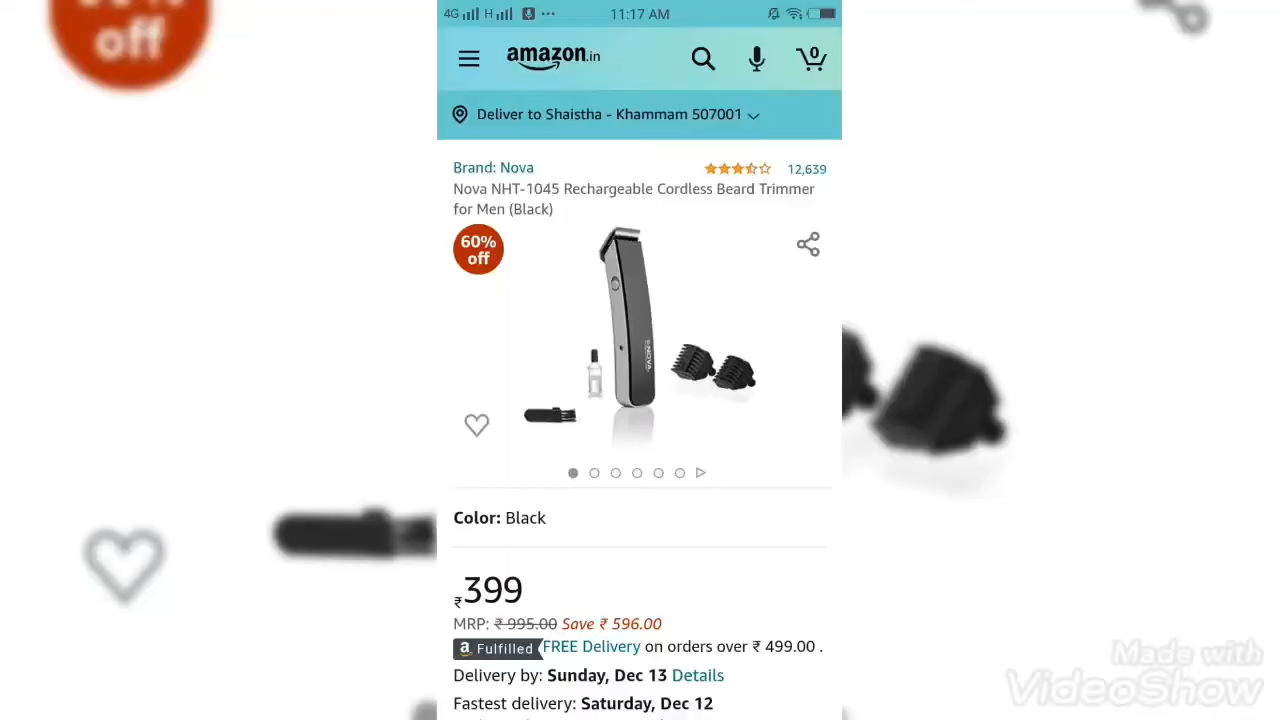 off
4G H ••• 11:17 AM
amazon.in
0
Deliver to Shaistha - Khammam 507001
Brand: Nova
12,639
Nova NHT-1045 Rechargeable Cordless Beard Trimmer
for Men (Black)
60%
off
NOVA
Color: Black
₹399
MRP: ₹ 995.00 Save ₹ 596.00
a Fulfilled FREE Delivery on orders over ₹ 499.00 .
Delivery by: Sunday, Dec 13 Details
Fastest delivery: Saturday, Dec 12
Made with
VideoShow